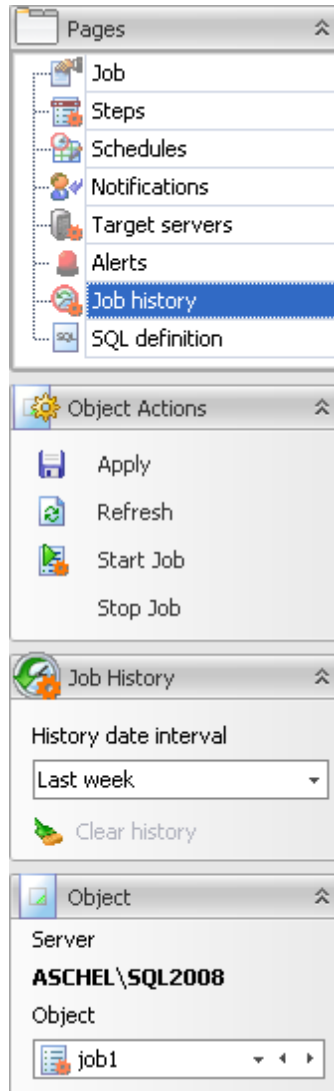 Pages
Job
Steps
Schedules
Notifications
Target servers
Alerts
Job history
SQL
SQL definition
Object Actions
Apply
Refresh
Start Job
Stop Job
Job History
History date interval
Last week
Clear history
Object
Server
ASCHEL\SQL2008
Object
job1